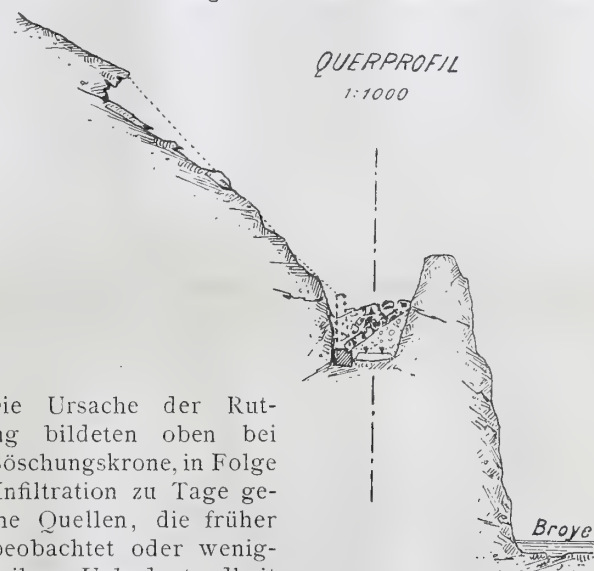 QUERPROFIL
1:1000
Broye
ie Ursache der Rut-
ng bildeten oben bei
öschungskrone, in Folge
Infiltration zu Tage ge-
ne Quellen, die früher
beobachtet oder wenig-